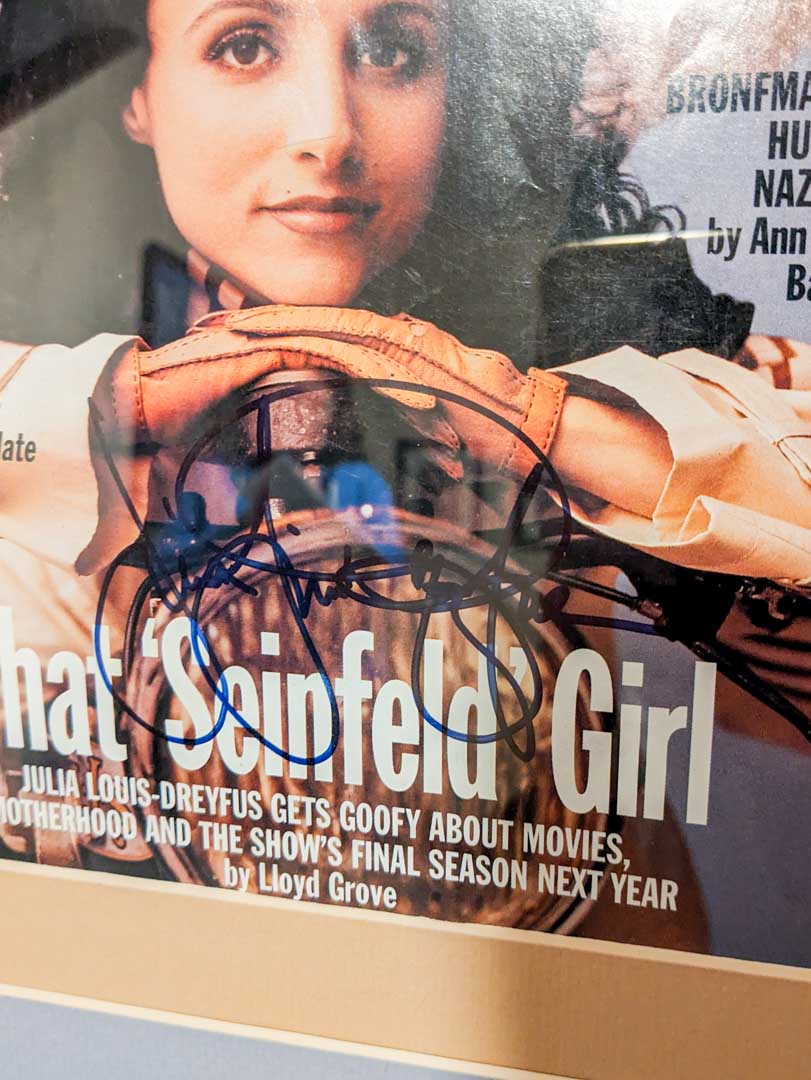 BRONFMA
HU
NAZ
by Ann
Ba
late
hat 'Seinfeld' Girl
JULIA LOUIS-DREYFUS GETS GOOFY ABOUT MOVIES,
MOTHERHOOD AND THE SHOW'S FINAL SEASON NEXT YEAR
by Lloyd Grove